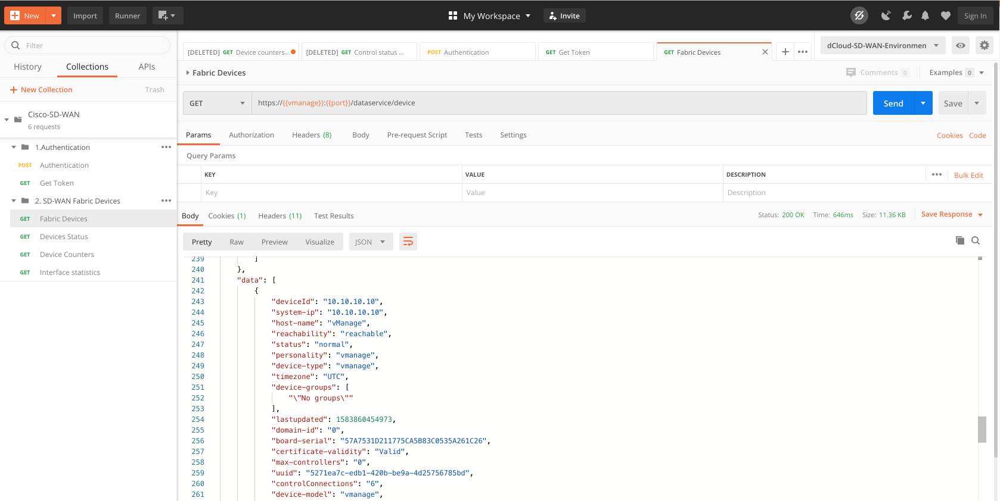 New
Import
Runner
My Workspace
Invite
Sign In
Filter
History Collections APIs
New Collection Trash
Cisco-SD-WAN
6 requests
1.Authentication
POST Authentication
GET Get Token
2. SD-WAN Fabric Devices
GET Fabric Devices
GET Devices Status
GET Device Counters
GET Interface statistics
[DELETED] GET Device counters...
[DELETED] GET Control status ...
POST Authentication
GET Get Token
GET Fabric Devices
dCloud-SD-WAN-Environmen
Fabric Devices
Comments 0
Examples 0
GET https://{{vmanage}}:{{port}}/dataservice/device
Send
Save
Params Authorization Headers (8) Body Pre-request Script Tests Settings
Cookies Code
Query Params
KEY VALUE DESCRIPTION
Bulk Edit
Key Value Description
Body Cookies (1) Headers (11) Test Results
Status: 200 OK Time: 646ms Size: 11.36 KB
Save Response
Pretty Raw Preview Visualize JSON
239 ]
240 },
241 "data": [
242 {
243 "deviceId": "10.10.10.10",
244 "system-ip": "10.10.10.10",
245 "host-name": "vManage",
246 "reachability": "reachable",
247 "status": "normal",
248 "personality": "vmanage",
249 "device-type": "vmanage",
250 "timezone": "UTC",
251 "device-groups": [
252 "\"No groups\""
253 ],
254 "lastupdated": 1583860454973,
255 "domain-id": "0",
256 "board-serial": "57A7531D211775CA5B83C0535A261C26",
257 "certificate-validity": "Valid",
258 "max-controllers": "0",
259 "uuid": "5271ea7c-edb1-420b-be9a-4d25756785bd",
260 "controlConnections": "6",
261 "device-model": "vmanage",